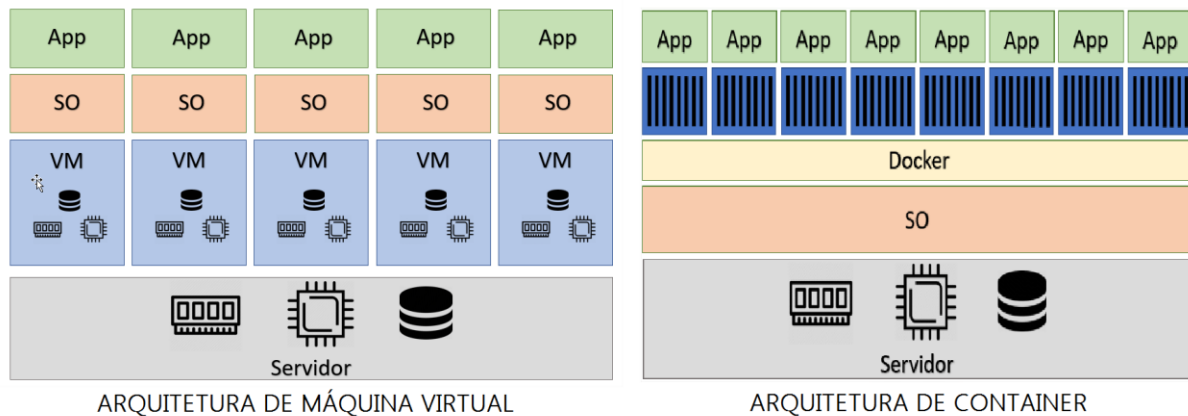 App App App App App
SO SO SO SO SO
VM VM VM VM VM
Servidor
ARQUITETURA DE MÁQUINA VIRTUAL
App App App App App App App App
Docker
SO
Servidor
ARQUITETURA DE CONTAINER